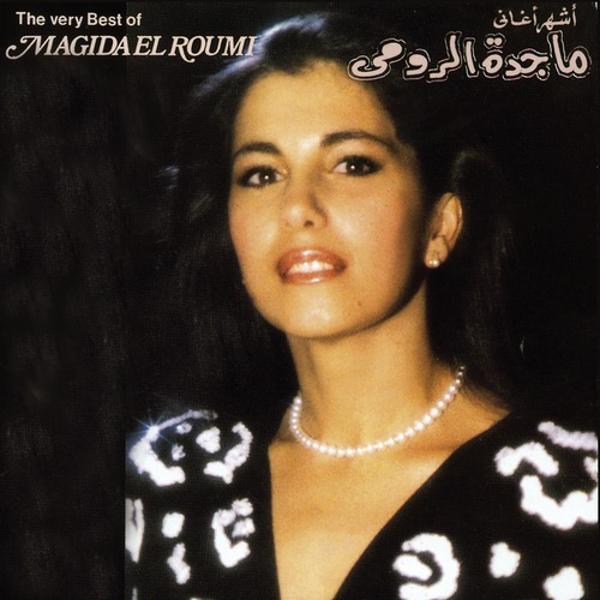 The very Best of
MAGIDA EL ROUMI
أشهر أغاني
ماجدة الرومي